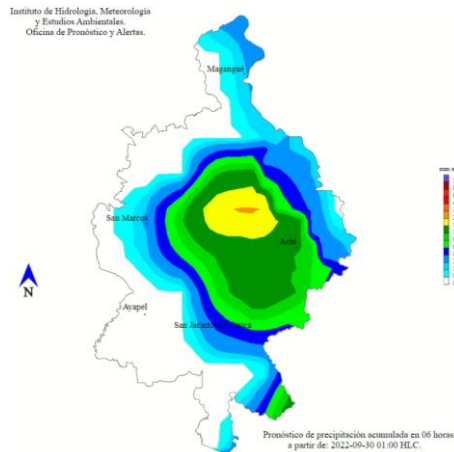 Instituto de Hidrología, Meteorología
y Estudios Ambientales.
Oficina de Pronóstico y Alertas.
Magangué
San Marcos
Achí
N
Ayapel
San Jacinto
Pronóstico de precipitación acumulada en 06 horas
a partir de: 2022-09-30 01:00 HLC.